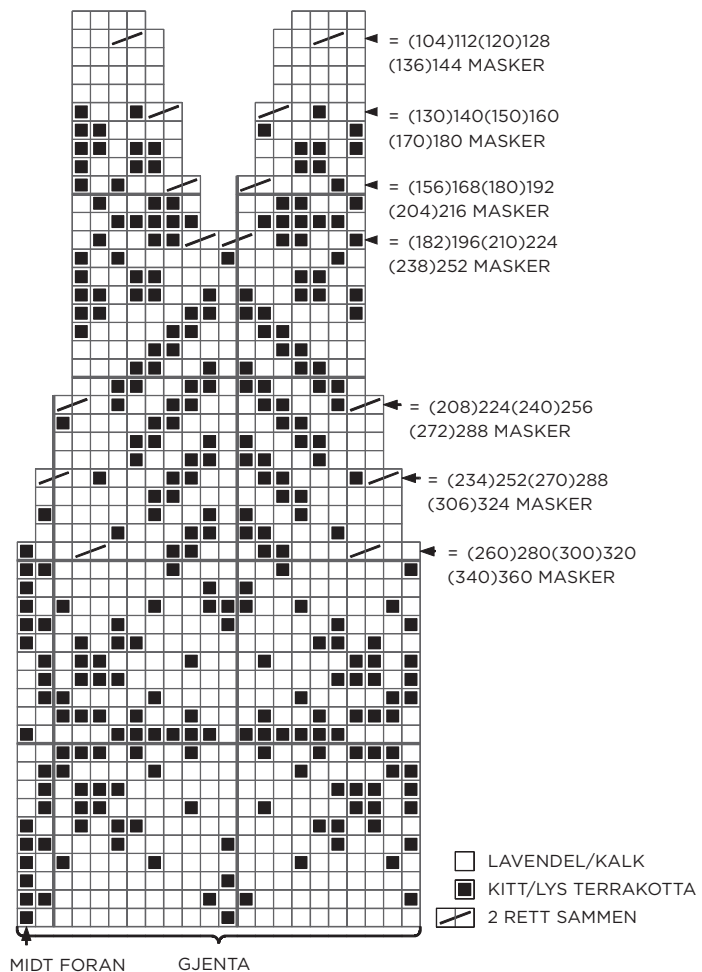 = (104)112(120)128
(136)144 MASKER
= (130)140(150)160
(170)180 MASKER
= (156)168(180)192
(204)216 MASKER
= (182)196(210)224
(238)252 MASKER
= (208)224(240)256
(272)288 MASKER
= (234)252(270)288
(306)324 MASKER
= (260)280(300)320
(340)360 MASKER
LAVENDEL/KALK
KITT/LYS TERRAKOTTA
2 RETT SAMMEN
MIDT FORAN
GJENTA